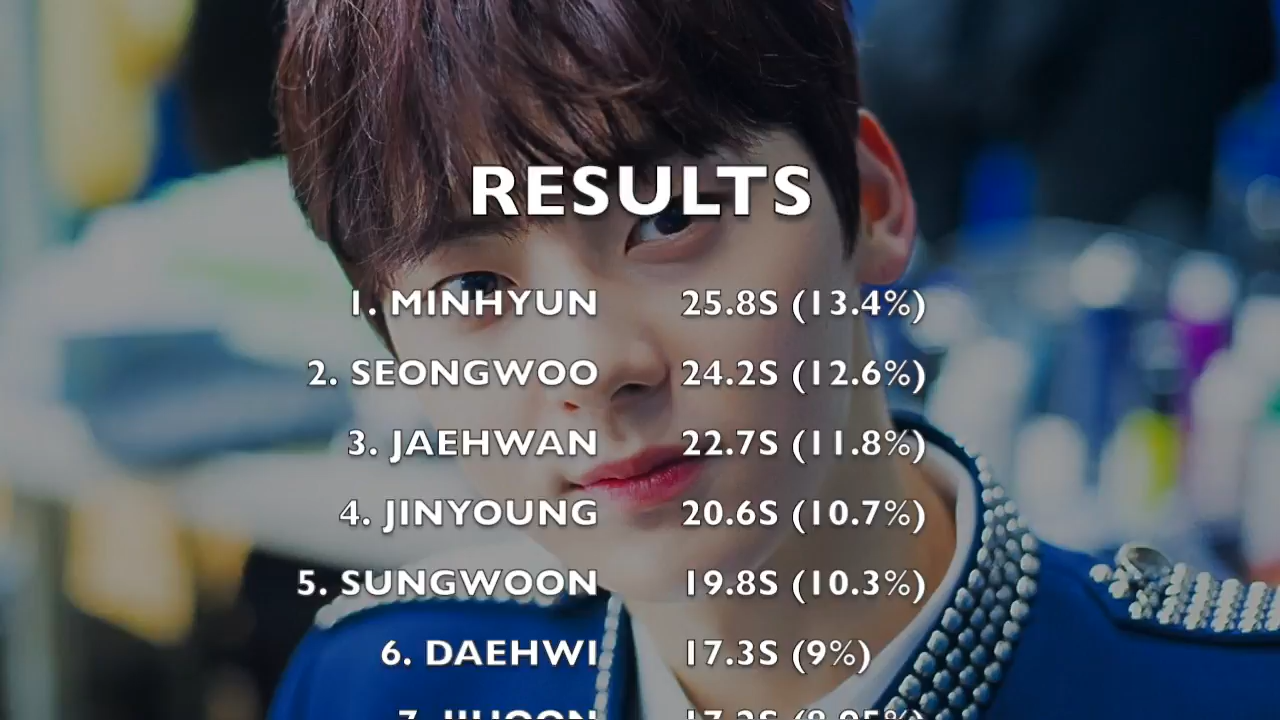 RESULTS
1. MINHYUN 25.8S (13.4%)
2. SEONGWOO 24.2S (12.6%)
3. JAEHWAN 22.7S (11.8%)
4. JINYOUNG 20.6S (10.7%)
5. SUNGWOON 19.8S (10.3%)
6. DAEHWI 17.3S (9%)